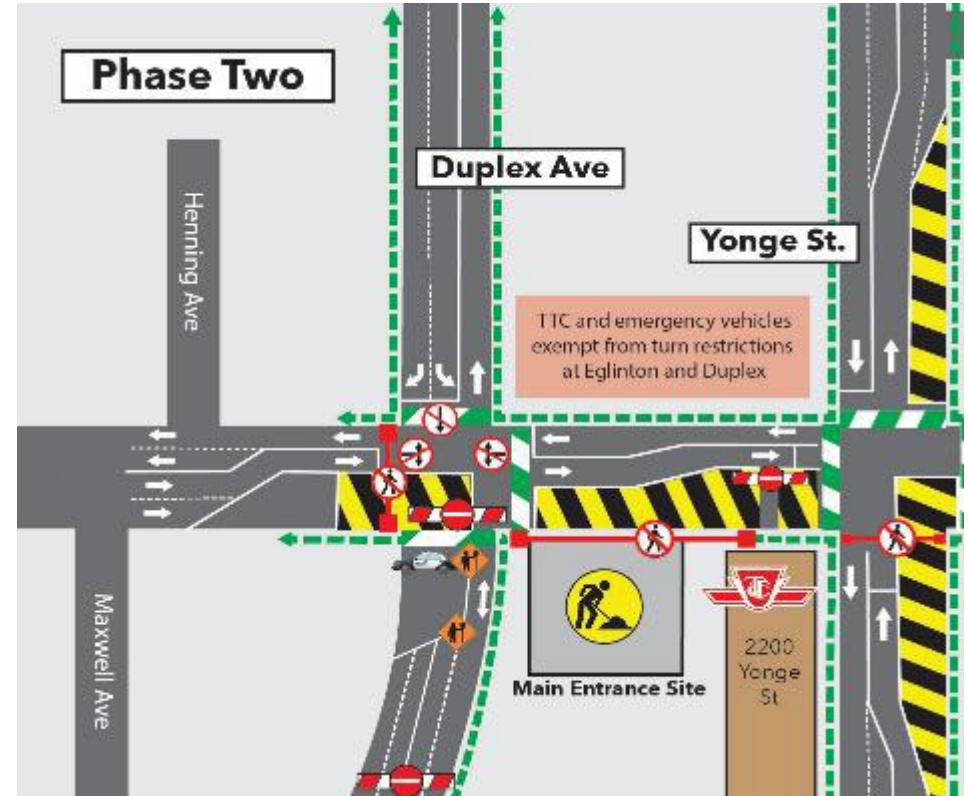 Phase Two
Duplex Ave
Henning Ave
Yonge St.
TTC and emergency vehicles
exempt from turn restrictions
at Eglinton and Duplex
Maxwell Ave
Main Entrance Site
2200
Yonge
St